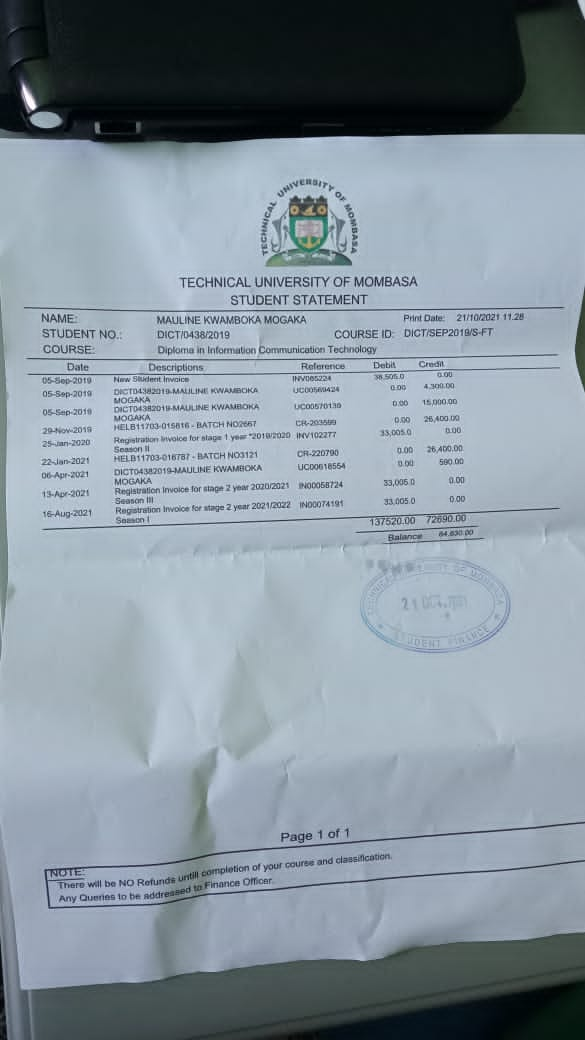 TECHNICAL UNIVERSITY OF MOMBASA
TECHNICAL UNIVERSITY OF MOMBASA
STUDENT STATEMENT
NAME: MAULINE KWAMBOKA MOGAKA Print Date: 21/10/2021 11.28
STUDENT NO.: DICT/0438/2019 COURSE ID: DICT/SEP2019/S-FT
COURSE: Diploma in Information Communication Technology
Date Descriptions Reference Debit Credit
05-Sep-2019 New Student Invoice INV085224 38,505.0 0.00
05-Sep-2019 DICT04382019-MAULINE KWAMBOKA MOGAKA UC00569424 0.00 4,300.00
05-Sep-2019 DICT04382019-MAULINE KWAMBOKA MOGAKA UC00570139 0.00 15,000.00
29-Nov-2019 HELB11703-015816 - BATCH NO2667 CR-203599 0.00 26,400.00
25-Jan-2020 Registration Invoice for stage 1 year *2019/2020 Season II INV102277 33,005.0 0.00
22-Jan-2021 HELB11703-016787 - BATCH NO3121 CR-220790 0.00 26,400.00
06-Apr-2021 DICT04382019-MAULINE KWAMBOKA MOGAKA UC00618554 0.00 590.00
13-Apr-2021 Registration Invoice for stage 2 year 2020/2021 Season III IN00058724 33,005.0 0.00
16-Aug-2021 Registration Invoice for stage 2 year 2021/2022 Season I IN00074191 33,005.0 0.00
137520.00 72690.00
Balance 64,830.00
TECHNICAL UNIVERSITY OF MOMBASA
21 OCT 2021
STUDENT FINANCE
Page 1 of 1
NOTE:
There will be NO Refunds untill completion of your course and classification.
Any Queries to be addressed to Finance Officer.